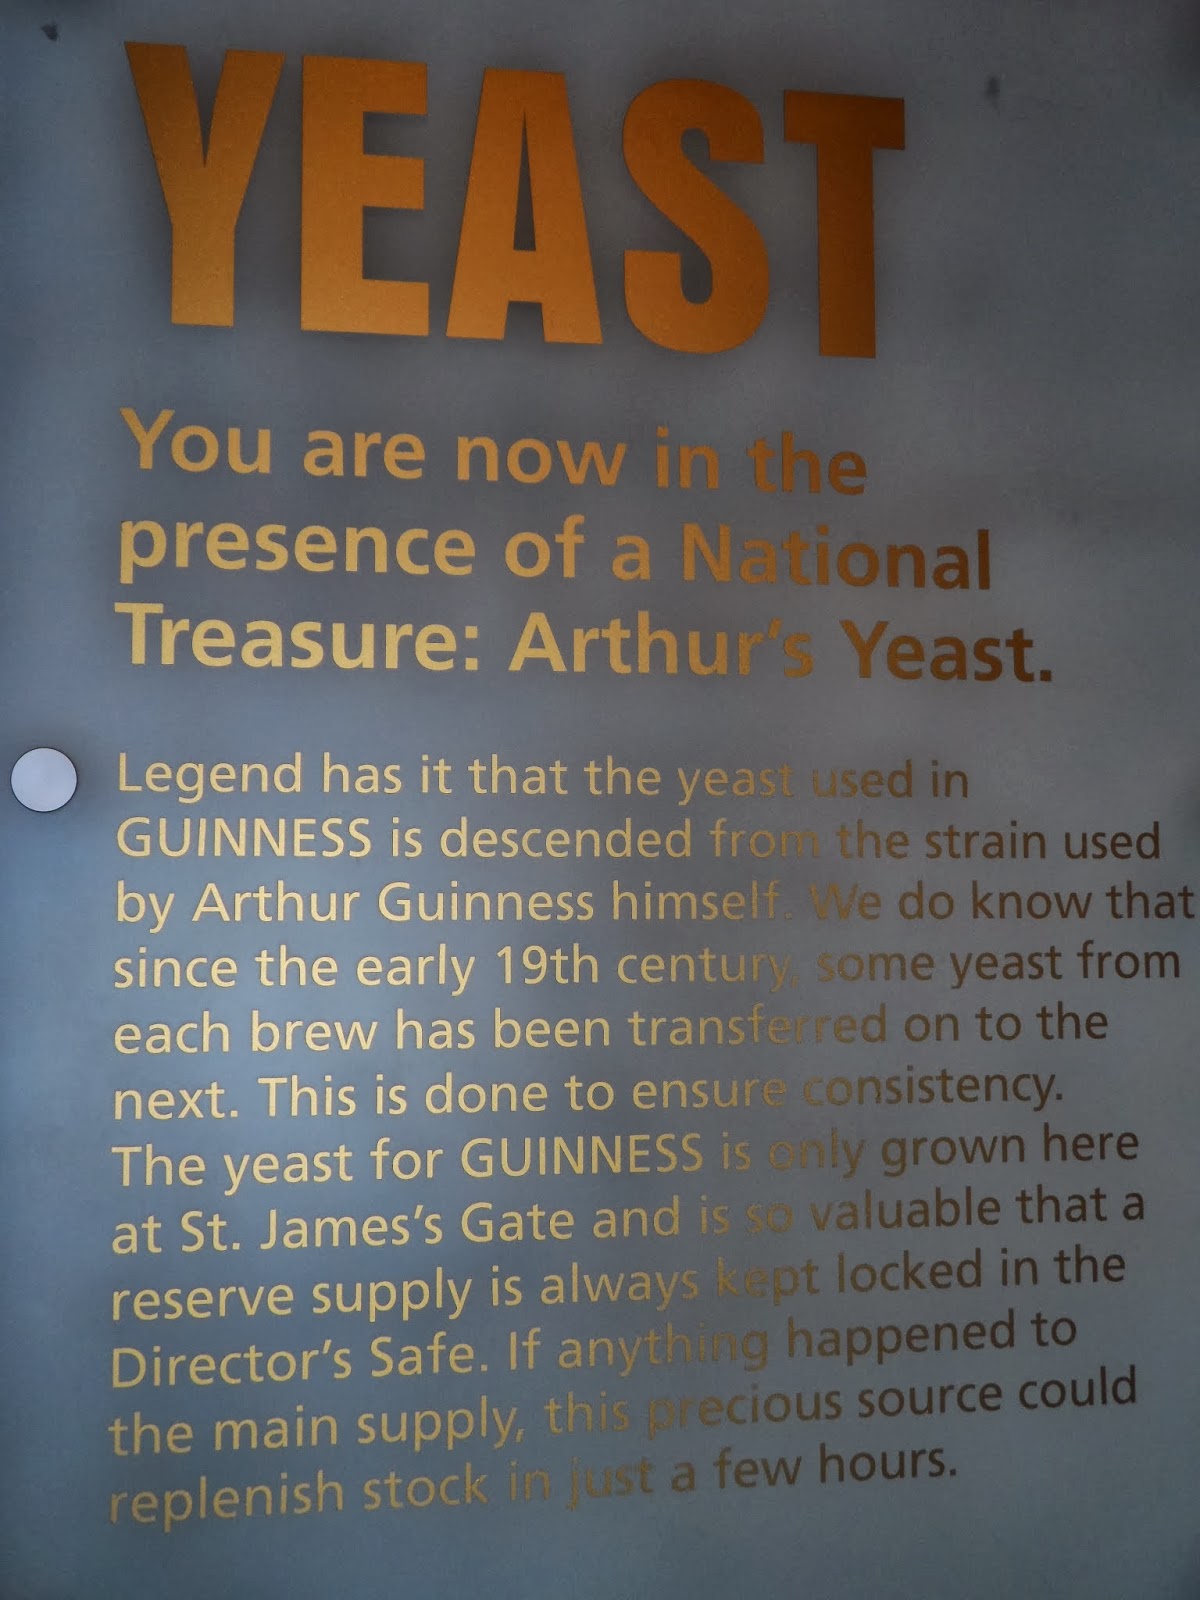 YEAST
You are now in the
presence of a National
Treasure: Arthur's Yeast.
Legend has it that the yeast used in
GUINNESS is descended from the strain used
by Arthur Guinness himself. We do know that
since the early 19th century, some yeast from
each brew has been transferred on to the
next. This is done to ensure consistency.
The yeast for GUINNESS is only grown here
at St. James's Gate and is so valuable that a
reserve supply is always kept locked in the
Director's Safe. If anything happened to
the main supply, this precious source could
replenish stock in just a few hours.